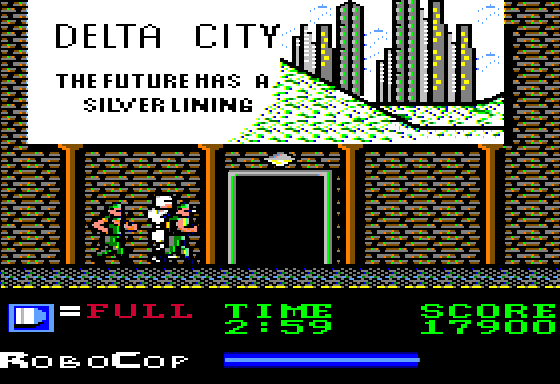 DELTA CITY
THE FUTURE HAS A
SILVER LINING
=FULL TIME SCORE
2:59 17900
ROBOCOP